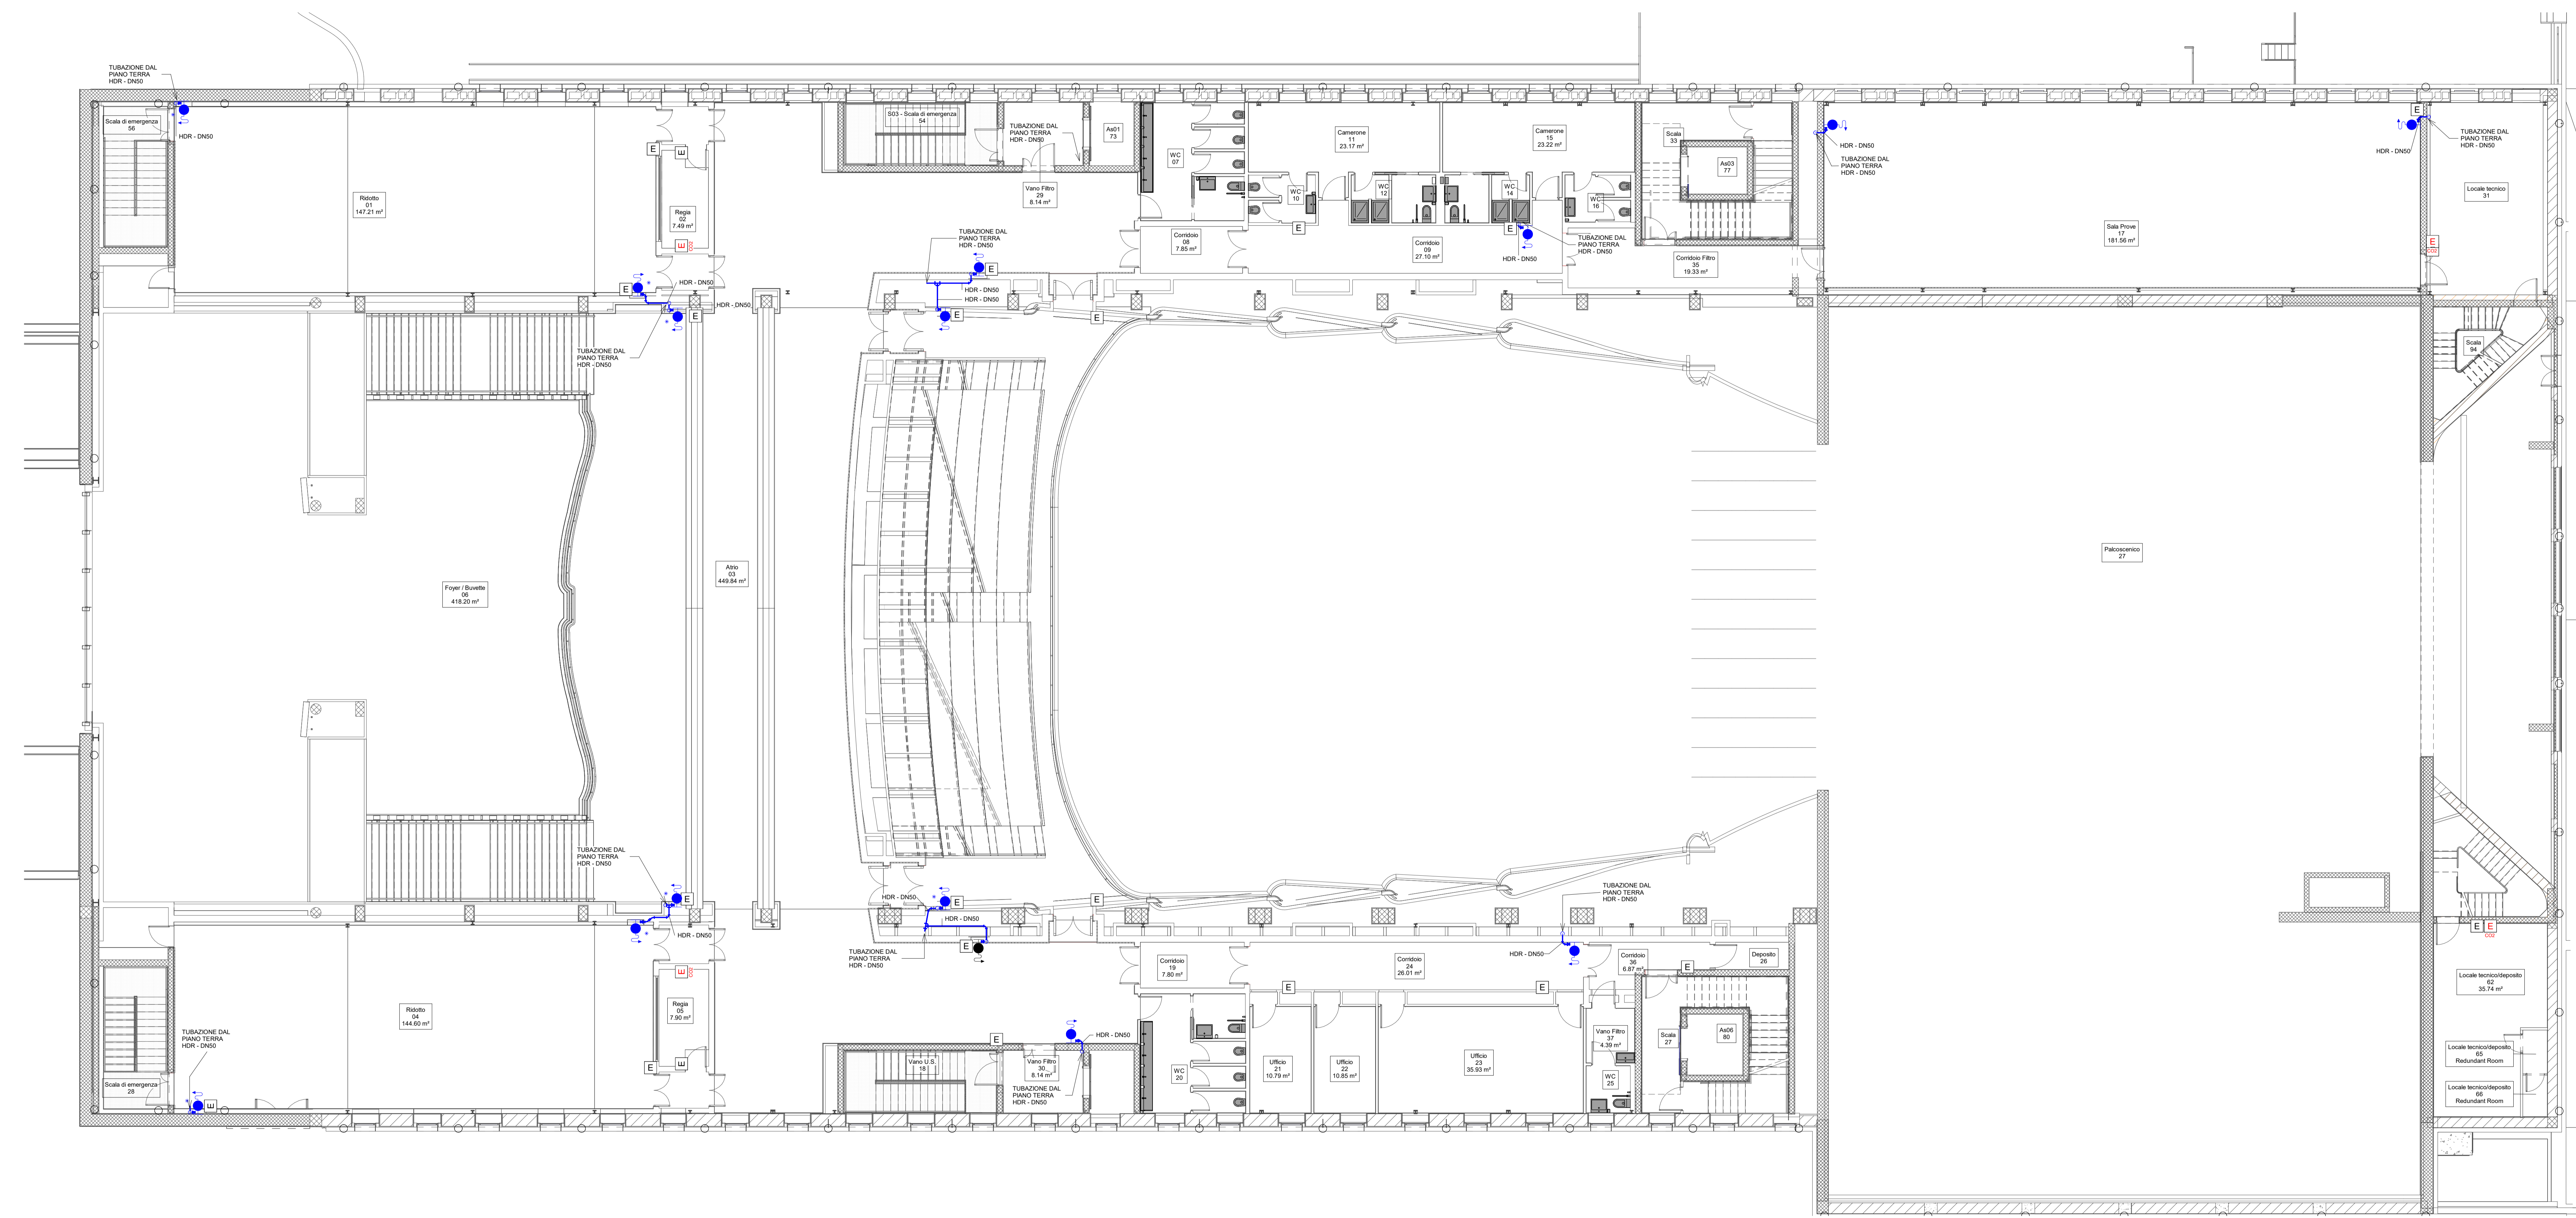 TUBAZIONE DAL
PIANO TERRA
HDR - DN50
Scala di emergenza
56
HDR - DN50
Ridotto
01
147.21 m²
E
E
Regia
02
7.49 m²
E
CO2
S03 - Scala di emergenza
54
TUBAZIONE DAL
PIANO TERRA
HDR - DN50
As01
73
Vano Filtro
29
8.14 m²
WC
07
Camerone
11
23.17 m²
Camerone
15
23.22 m²
WC
10
WC
12
WC
14
WC
16
E
E
Scala
33
As03
77
HDR - DN50
TUBAZIONE DAL
PIANO TERRA
HDR - DN50
Sala Prove
17
181.56 m²
E
HDR - DN50
TUBAZIONE DAL
PIANO TERRA
HDR - DN50
Locale tecnico
31
E
CO2
TUBAZIONE DAL
PIANO TERRA
HDR - DN50
E
HDR - DN50
HDR - DN50
E
Corridoio
08
7.85 m²
Corridoio
09
27.10 m²
TUBAZIONE DAL
PIANO TERRA
HDR - DN50
HDR - DN50
Corridoio Filtro
35
19.33 m²
E
*
HDR - DN50
HDR - DN50
*
E
E
TUBAZIONE DAL
PIANO TERRA
HDR - DN50
Scala
94
Foyer / Buvette
06
418.20 m²
Atrio
03
449.84 m²
Palcoscenico
27
TUBAZIONE DAL
PIANO TERRA
HDR - DN50
*
E
*
HDR - DN50
HDR - DN50
*
E
E
HDR - DN50
E
TUBAZIONE DAL
PIANO TERRA
HDR - DN50
TUBAZIONE DAL
PIANO TERRA
HDR - DN50
HDR - DN50
Corridoio
19
7.80 m²
Corridoio
24
26.01 m²
Corridoio
36
6.87 m²
E
Deposito
26
E
E
E
E
CO2
Locale tecnico/deposito
62
35.74 m²
Ridotto
04
144.60 m²
E
CO2
Regia
05
7.90 m²
E
E
TUBAZIONE DAL
PIANO TERRA
HDR - DN50
Scala di emergenza
28
*
E
Vano U.S.
18
E
HDR - DN50
Vano Filtro
30
8.14 m²
TUBAZIONE DAL
PIANO TERRA
HDR - DN50
WC
20
Ufficio
21
10.79 m²
Ufficio
22
10.85 m²
Ufficio
23
35.93 m²
Vano Filtro
37
4.39 m²
WC
25
Scala
27
As06
80
Locale tecnico/deposito
65
Redundant Room
Locale tecnico/deposito
66
Redundant Room